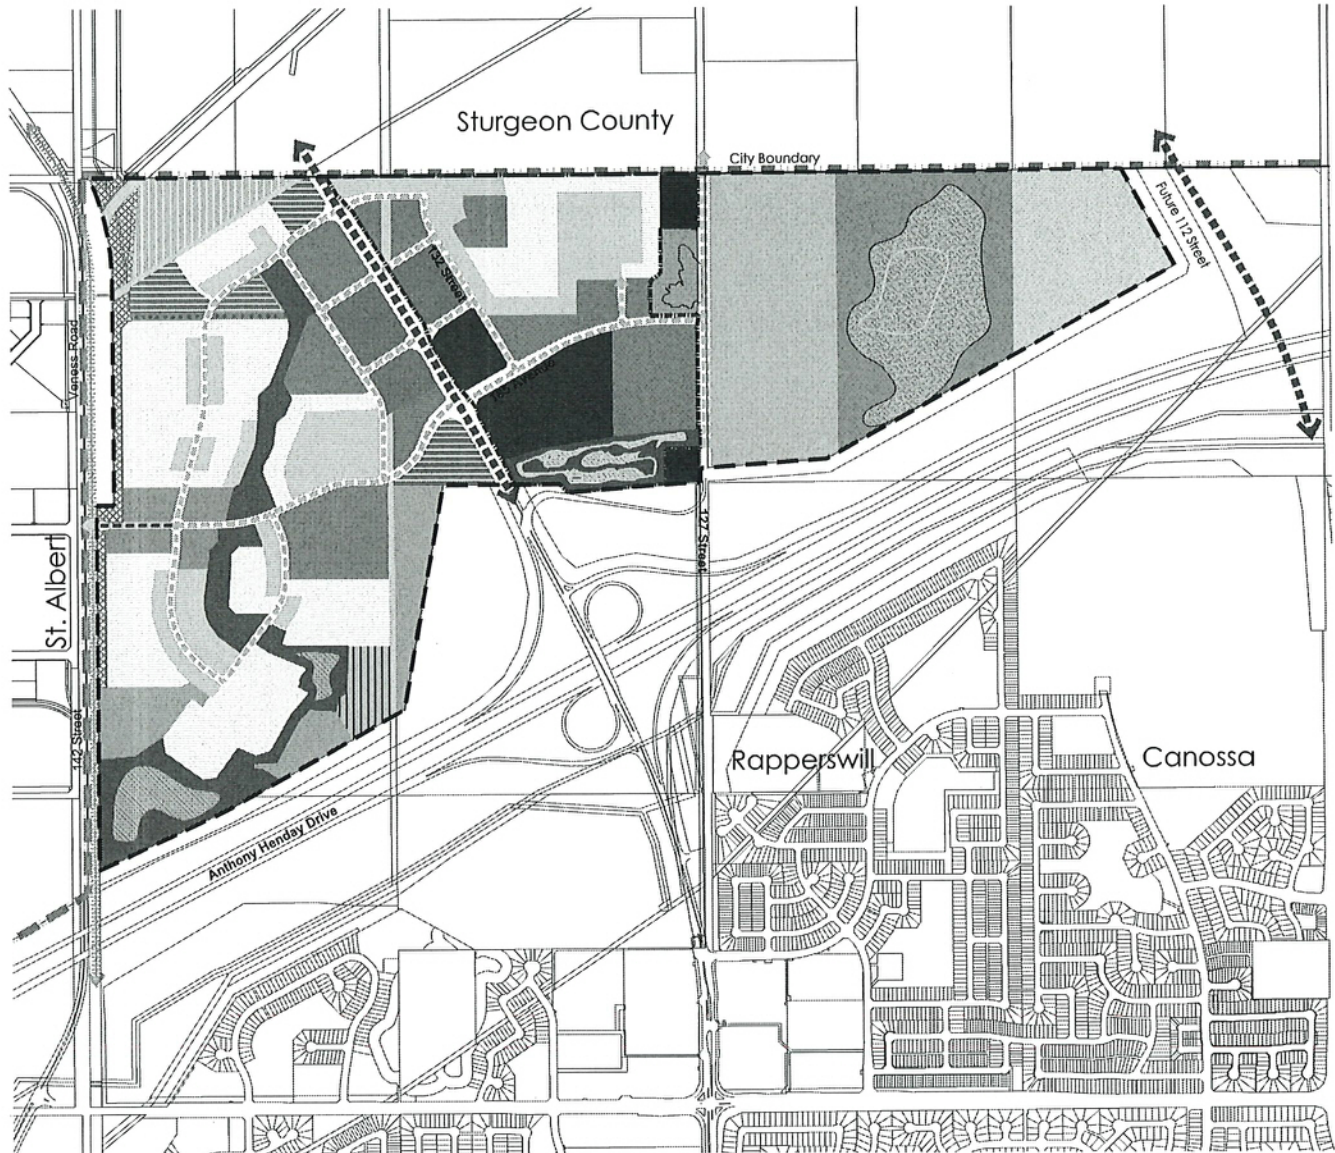 Sturgeon County
City Boundary
Future 112 Street
132 Street
Veness Road
St. Albert
127 Street
142 Street
Rapperswill
Canossa
Anthony Henday Drive